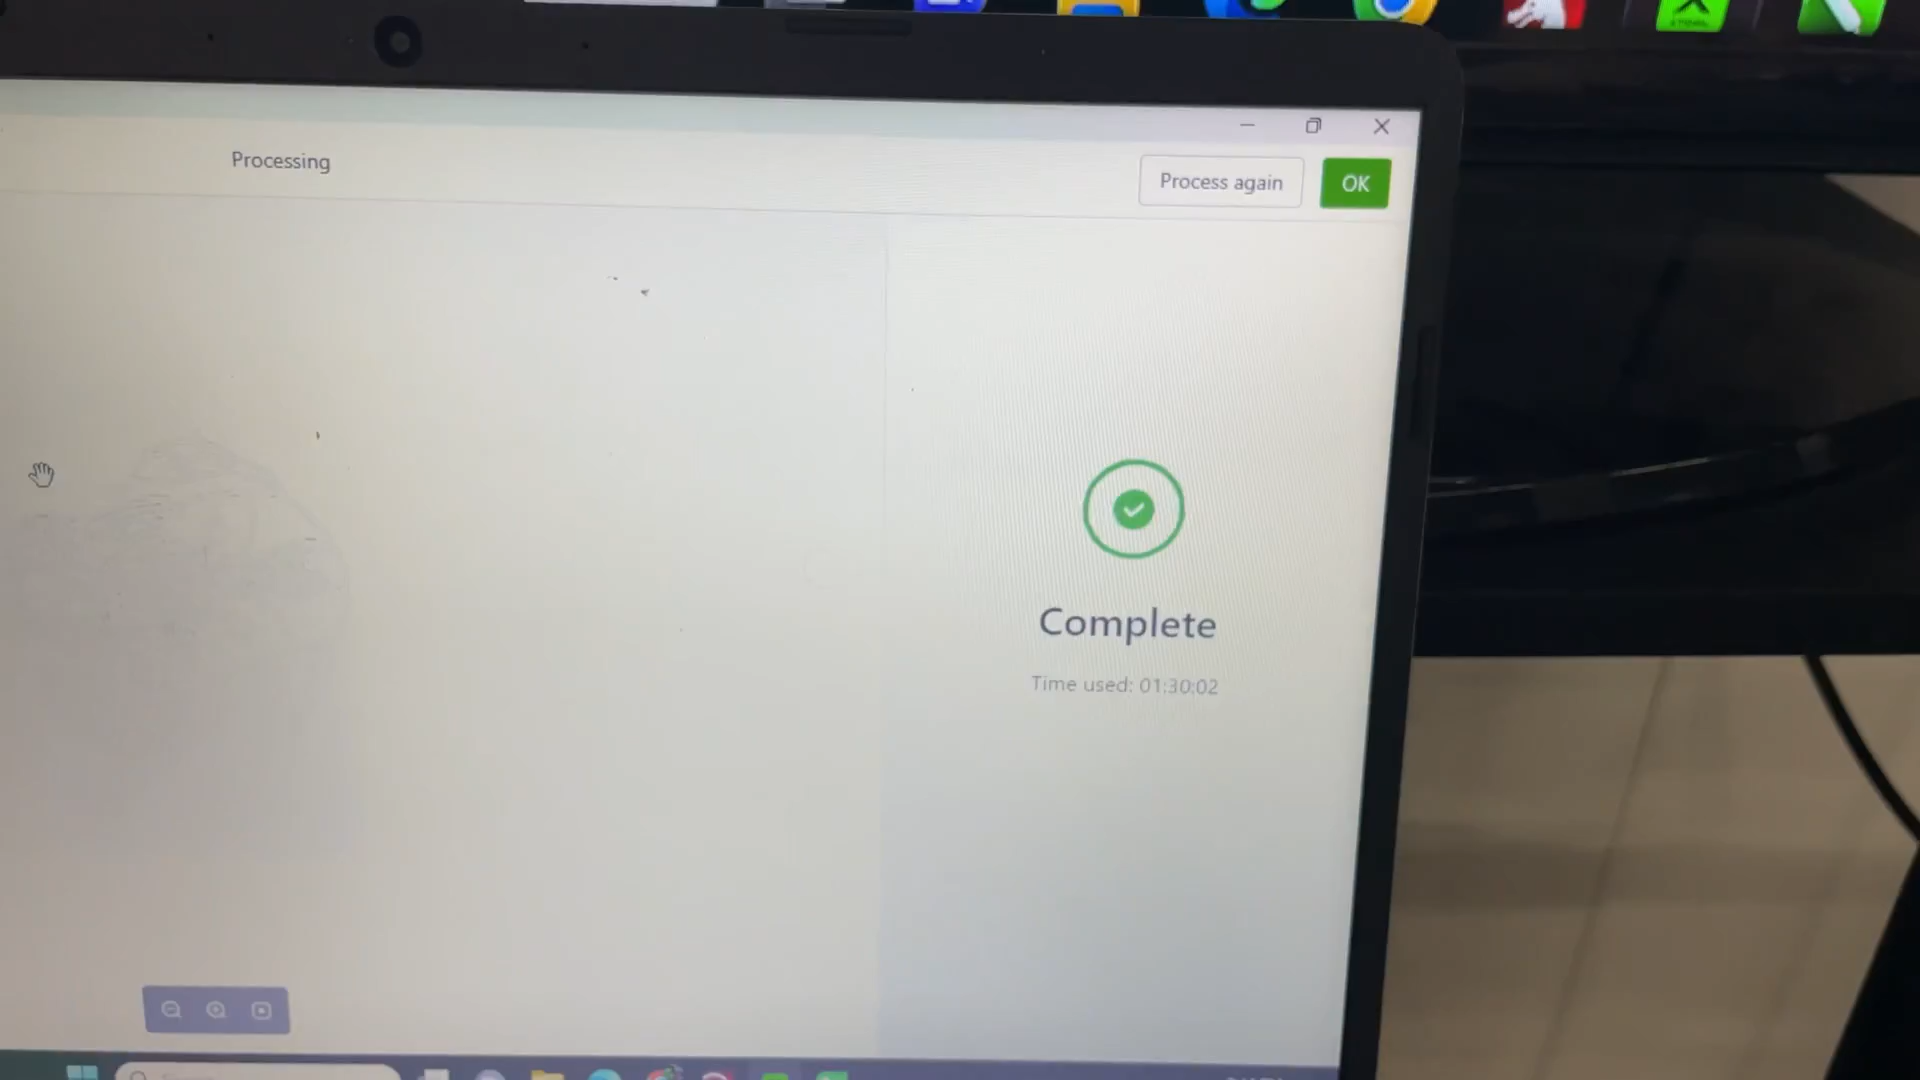 Processing
Process again
OK
Complete
Time used: 01:30:02